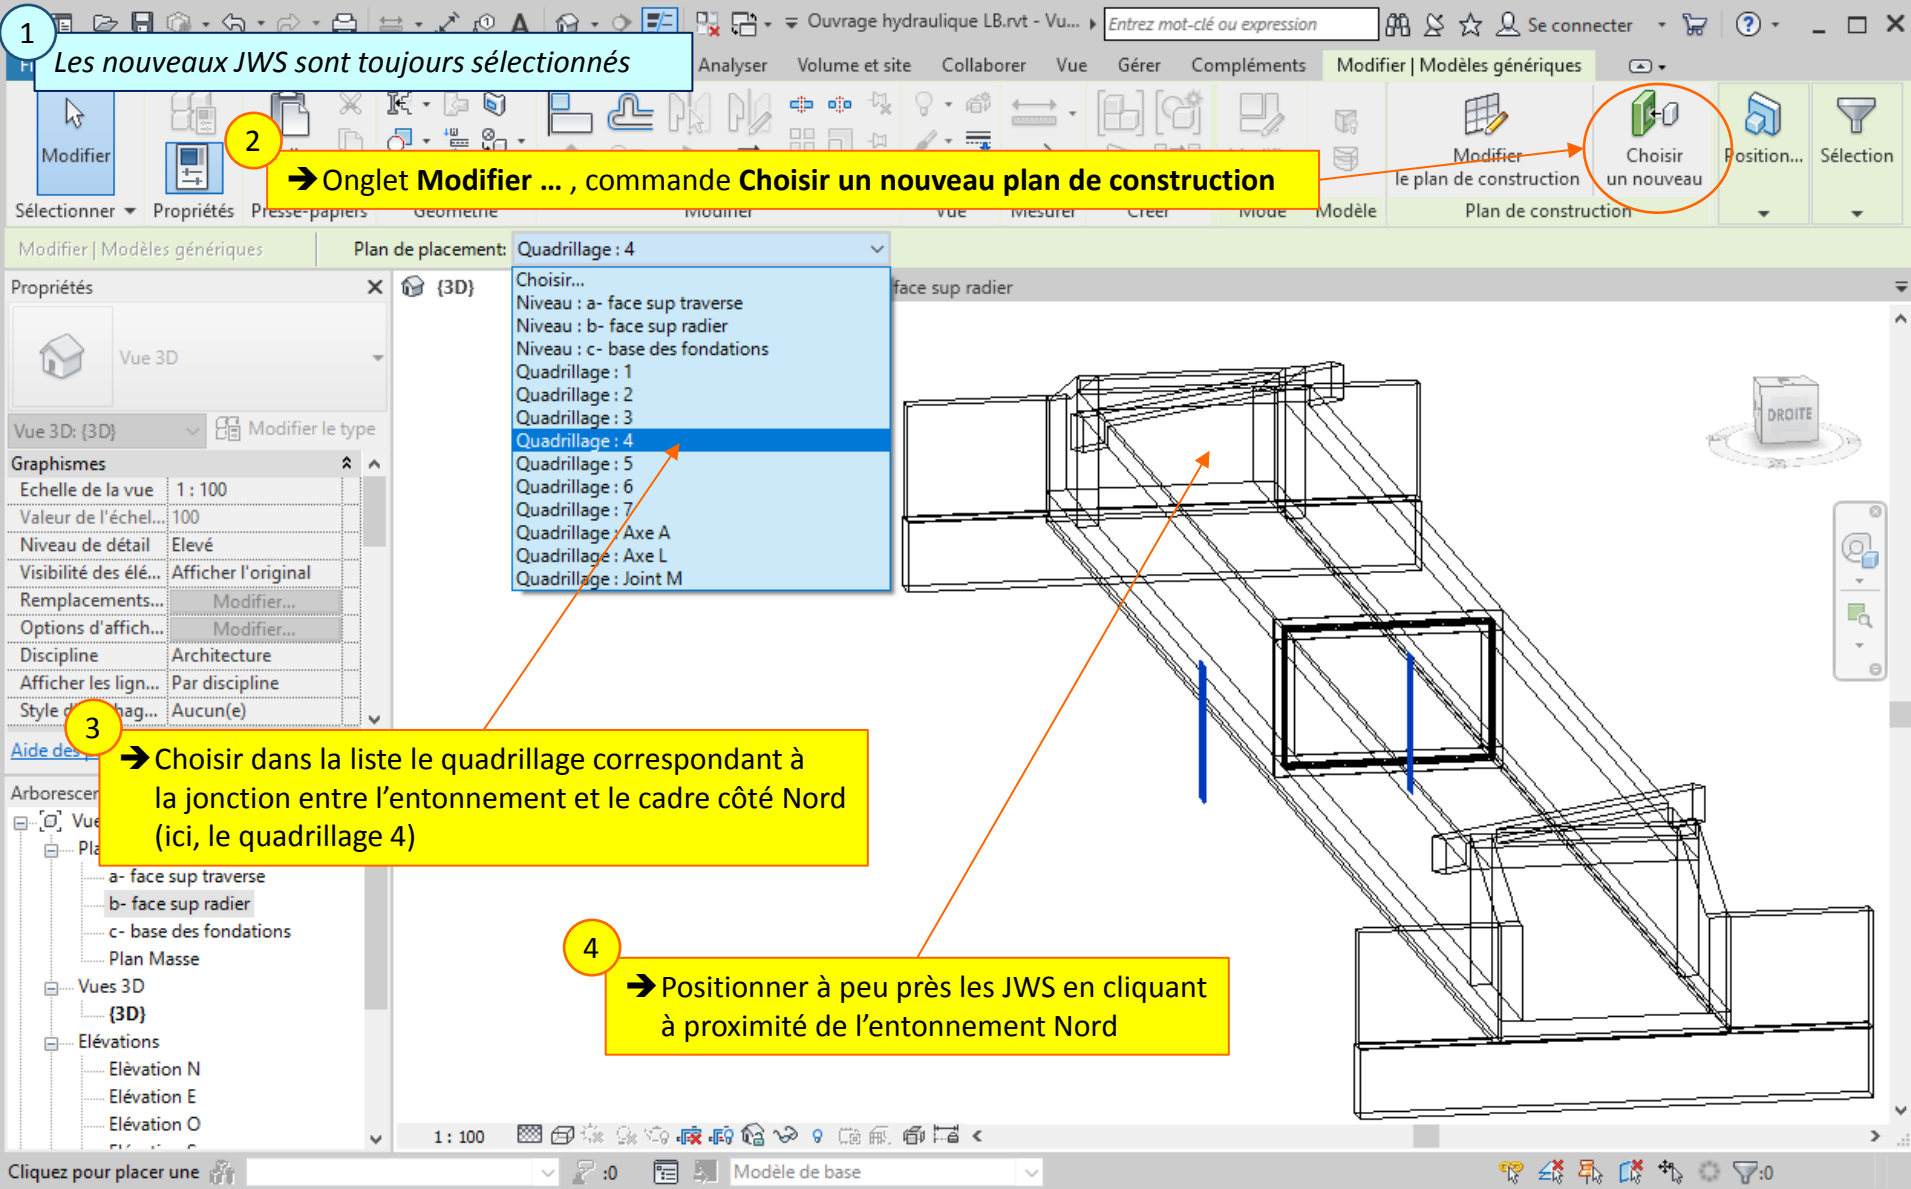 Ouvrage hydraulique LB.rvt - Vu...
Entrez mot-clé ou expression
Se connecter
1
Les nouveaux JWS sont toujours sélectionnés
Analyser
Volume et site
Collaborer
Vue
Gérer
Compléments
Modifier | Modèles génériques
Modifier
2
➔ Onglet Modifier ... , commande Choisir un nouveau plan de construction
Modifier
le plan de construction
Choisir
un nouveau
Position...
Sélection
Sélectionner
Propriétés
Presse-papiers
Géométrie
Modifier
Vue
Mesurer
Créer
Mode
Modèle
Plan de construction
Modifier | Modèles génériques
Plan de placement:
Quadrillage : 4
Propriétés
{3D}
face sup radier
Choisir...
Niveau : a- face sup traverse
Niveau : b- face sup radier
Niveau : c- base des fondations
Quadrillage : 1
Quadrillage : 2
Quadrillage : 3
Quadrillage : 4
Quadrillage : 5
Quadrillage : 6
Quadrillage : 7
Quadrillage : Axe A
Quadrillage : Axe L
Quadrillage : Joint M
Vue 3D
Vue 3D: {3D}
Modifier le type
Graphismes
Echelle de la vue
1 : 100
Valeur de l'échel...
100
Niveau de détail
Elevé
Visibilité des élé...
Afficher l'original
Remplacements...
Modifier...
Options d'affich...
Modifier...
Discipline
Architecture
Afficher les lign...
Par discipline
Aucun(e)
DROITE
3
➔ Choisir dans la liste le quadrillage correspondant à
la jonction entre l'entonnement et le cadre côté Nord
(ici, le quadrillage 4)
a- face sup traverse
b- face sup radier
c- base des fondations
Plan Masse
Vues 3D
{3D}
Elévations
Elèvation N
Elévation E
Elévation O
4
➔ Positionner à peu près les JWS en cliquant
à proximité de l'entonnement Nord
1 : 100
Cliquez pour placer une
:0
Modèle de base
:0